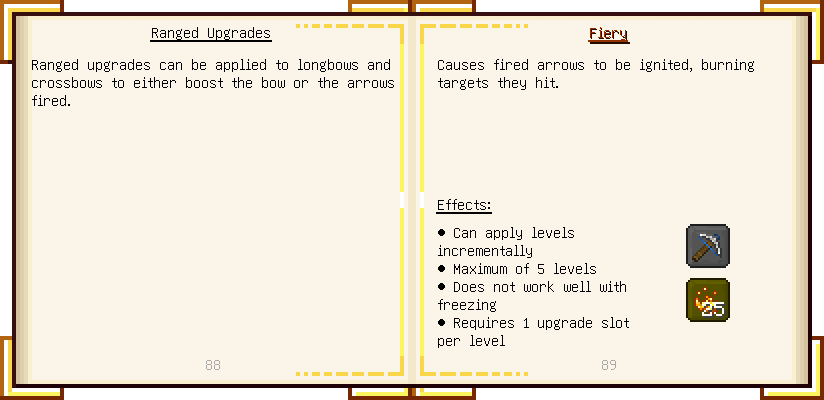 Ranged Upgrades
Ranged upgrades can be applied to longbows and
crossbows to either boost the bow or the arrows
fired.
88
Fiery
Causes fired arrows to be ignited, burning
targets they hit.
Effects:
• Can apply levels
incrementally
• Maximum of 5 levels
• Does not work well with
freezing
• Requires 1 upgrade slot
per level
25
89